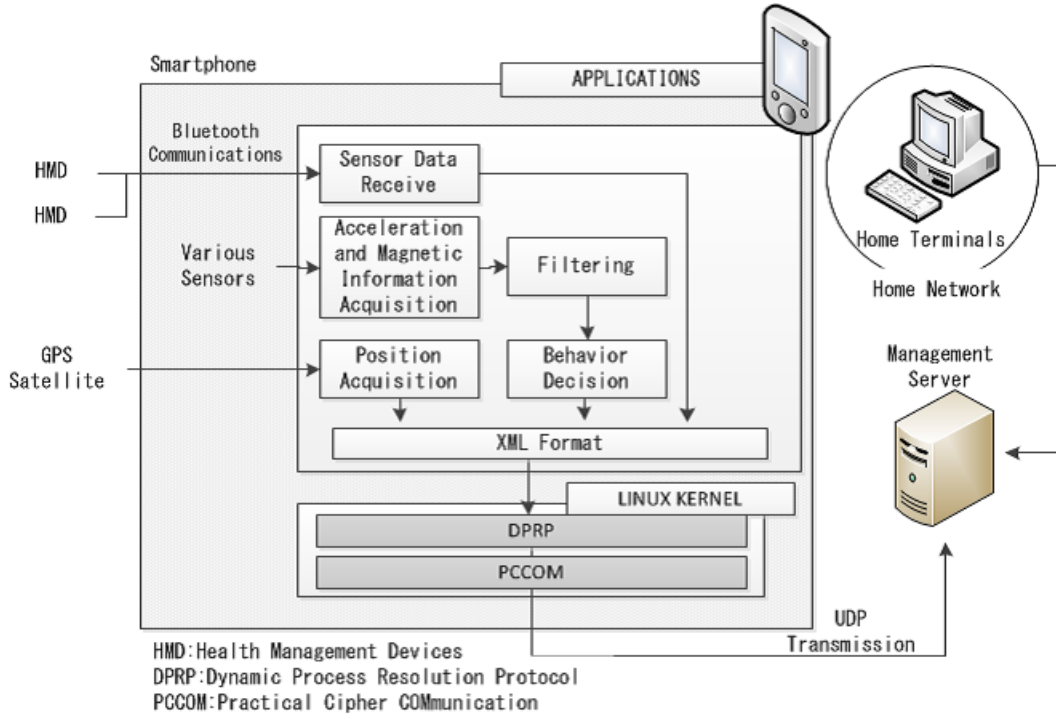 Smartphone
APPLICATIONS
Bluetooth
Communications
HMD
HMD
Sensor Data
Receive
Various
Sensors
Acceleration
and Magnetic
Information
Acquisition
Filtering
GPS
Satellite
Position
Acquisition
Behavior
Decision
XML Format
LINUX KERNEL
DPRP
PCCOM
Home Terminals
Home Network
Management
Server
UDP
Transmission
HMD:Health Management Devices
DPRP:Dynamic Process Resolution Protocol
PCCOM:Practical Cipher COMmunication